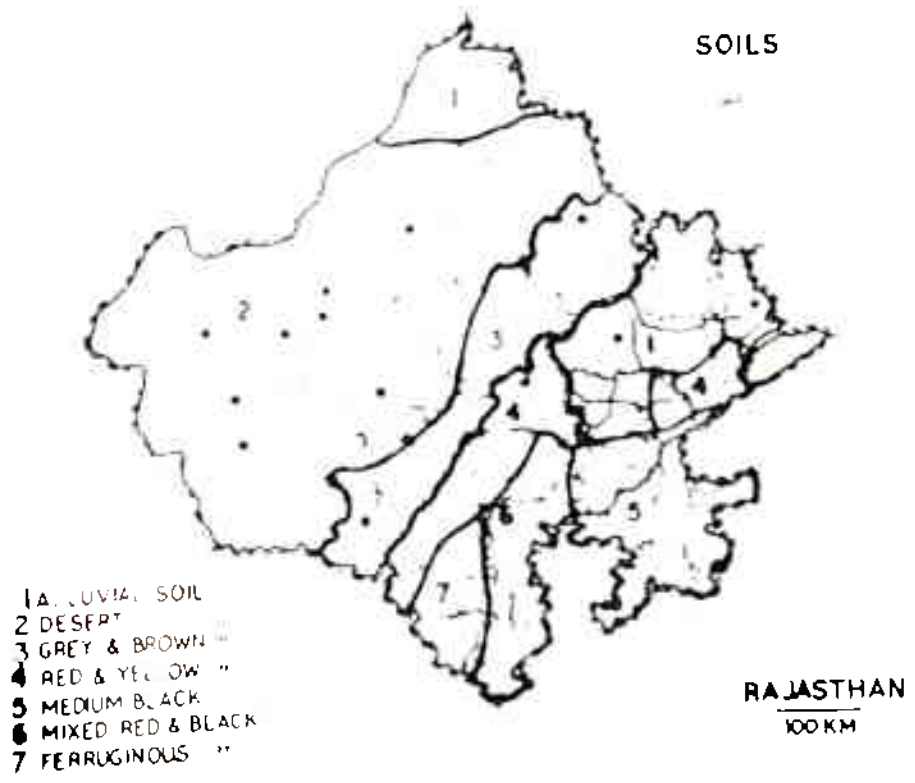 SOILS
1
2
3
1
4
4
5
6
7
1 ALLUVIAL SOIL
2 DESERT
3 GREY & BROWN "
4 RED & YELLOW "
5 MEDIUM BLACK
6 MIXED RED & BLACK
7 FERRUGINOUS "
RAJASTHAN
100 KM